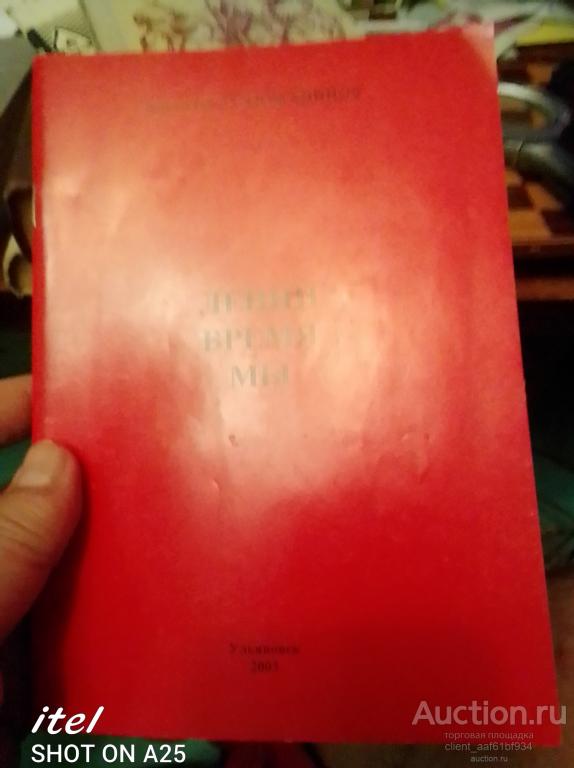 ЛЕНИН
ВРЕМЯ
МЫ
Ульяновск
2003
itel
SHOT ON A25
Auction.ru
торговая площадка
client_aaf61bf934
auction.ru